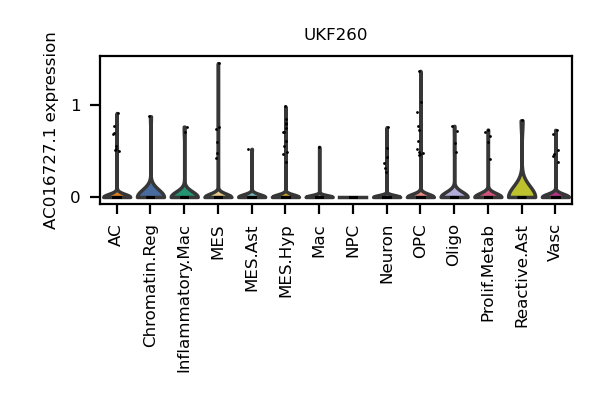 UKF260
AC016727.1 expression
1
0
AC
Chromatin.Reg
Inflammatory.Mac
MES
MES.Ast
MES.Hyp
Mac
NPC
Neuron
OPC
Oligo
Prolif.Metab
Reactive.Ast
Vasc